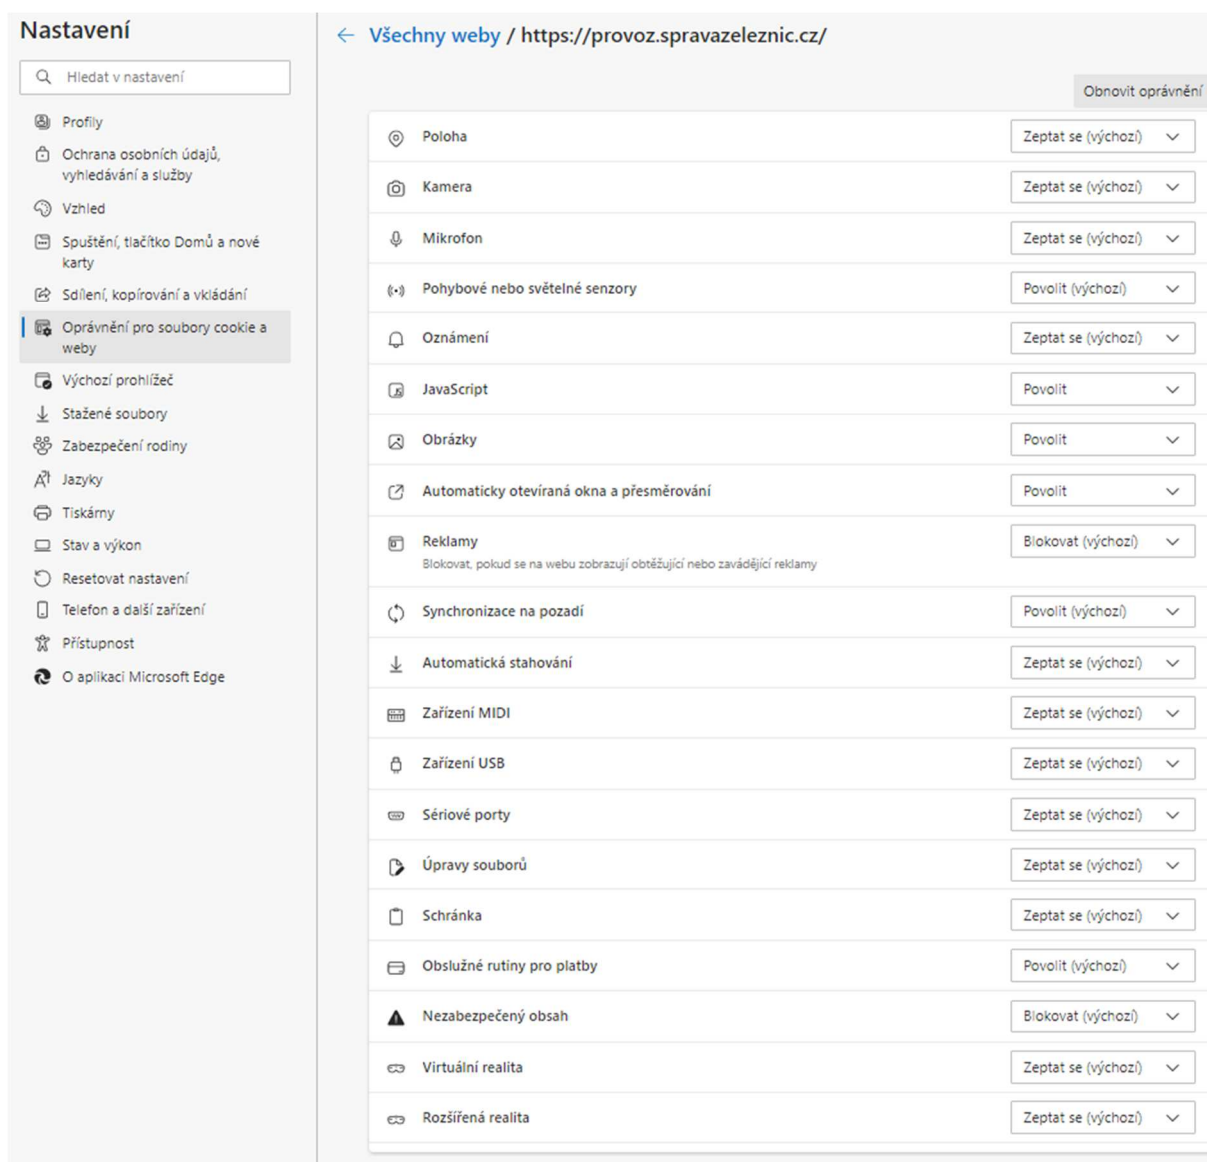 Nastavení
Hledat v nastavení
Profily
Ochrana osobních údajů,
vyhledávání a služby
Vzhled
Spuštění, tlačítko Domů a nové
karty
Sdílení, kopírování a vkládání
Oprávnění pro soubory cookie a
weby
Výchozí prohlížeč
Stažené soubory
Zabezpečení rodiny
Jazyky
Tiskárny
Stav a výkon
Resetovat nastavení
Telefon a další zařízení
Přístupnost
O aplikaci Microsoft Edge
Všechny weby / https://provoz.spravazeleznic.cz/
Obnovit oprávnění
Poloha Zeptat se (výchozí)
Kamera Zeptat se (výchozí)
Mikrofon Zeptat se (výchozí)
Pohybové nebo světelné senzory Povolit (výchozí)
Oznámení Zeptat se (výchozí)
JavaScript Povolit
Obrázky Povolit
Automaticky otevíraná okna a přesměrování Povolit
Reklamy Blokovat (výchozí)
Blokovat, pokud se na webu zobrazují obtěžující nebo zavádějící reklamy
Synchronizace na pozadí Povolit (výchozí)
Automatická stahování Zeptat se (výchozí)
Zařízení MIDI Zeptat se (výchozí)
Zařízení USB Zeptat se (výchozí)
Sériové porty Zeptat se (výchozí)
Úpravy souborů Zeptat se (výchozí)
Schránka Zeptat se (výchozí)
Obslužné rutiny pro platby Povolit (výchozí)
Nezabezpečený obsah Blokovat (výchozí)
Virtuální realita Zeptat se (výchozí)
Rozšířená realita Zeptat se (výchozí)